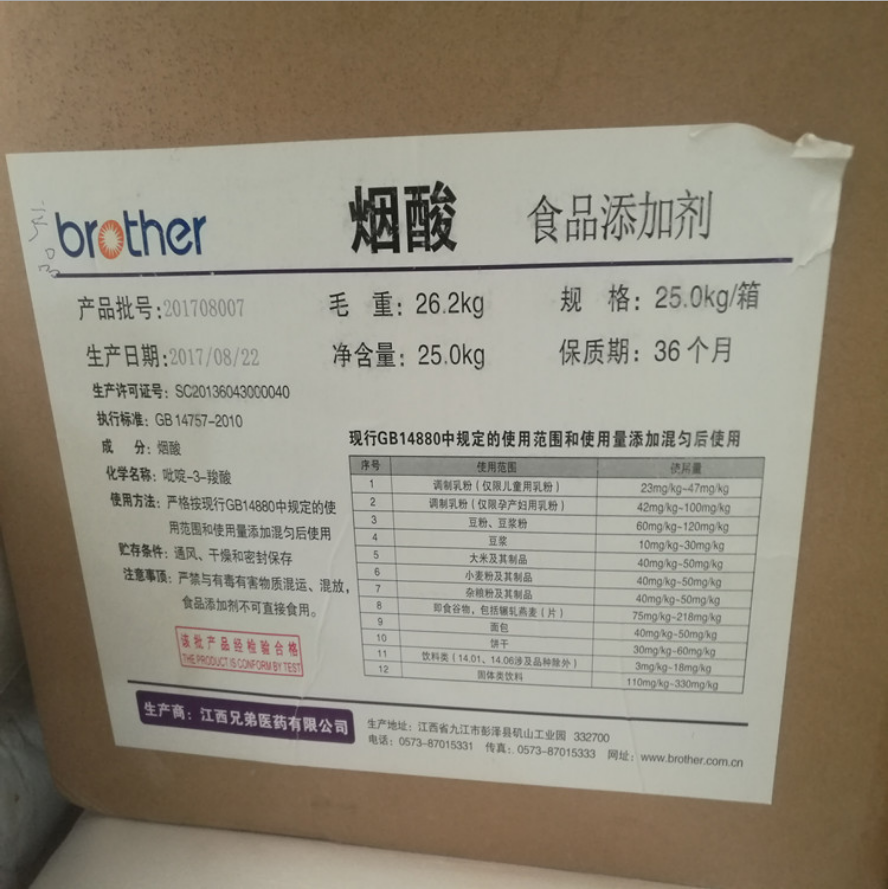 brother
烟酸 食品添加剂
产品批号:201708007 毛 重: 26.2kg 规 格: 25.0kg/箱
生产日期:2017/08/22 净含量: 25.0kg 保质期: 36个月
生产许可证号: SC20136043000040
执行标准: GB 14757-2010
成 分: 烟酸
化学名称: 吡啶-3-羧酸
使用方法: 严格按现行GB14880中规定的使
用范围和使用量添加混匀后使用
贮存条件: 通风、干燥和密封保存
注意事项: 严禁与有毒有害物质混运、混放,
食品添加剂不可直接食用。
该批产品经检验合格
THE PRODUCT IS CONFORM BY TEST
现行GB14880中规定的使用范围和使用量添加混匀后使用
序号 使用范围 使用量
1 调制乳粉（仅限儿童用乳粉） 23mg/kg~47mg/kg
2 调制乳粉（仅限孕产妇用乳粉） 42mg/kg~100mg/kg
3 豆粉、豆浆粉 60mg/kg~120mg/kg
4 豆浆 10mg/kg~30mg/kg
5 大米及其制品 40mg/kg~50mg/kg
6 小麦粉及其制品 40mg/kg~50mg/kg
7 杂粮粉及其制品 40mg/kg~50mg/kg
8 即食谷物，包括辗轧燕麦（片） 75mg/kg~218mg/kg
9 面包 40mg/kg~50mg/kg
10 饼干 30mg/kg~60mg/kg
11 饮料类（14.01、14.06涉及品种除外） 3mg/kg~18mg/kg
12 固体类饮料 110mg/kg~330mg/kg
生产商: 江西兄弟医药有限公司
生产地址: 江西省九江市彭泽县矶山工业园 332700
电话: 0573-87015331 传真: 0573-87015333 网址: www.brother.com.cn